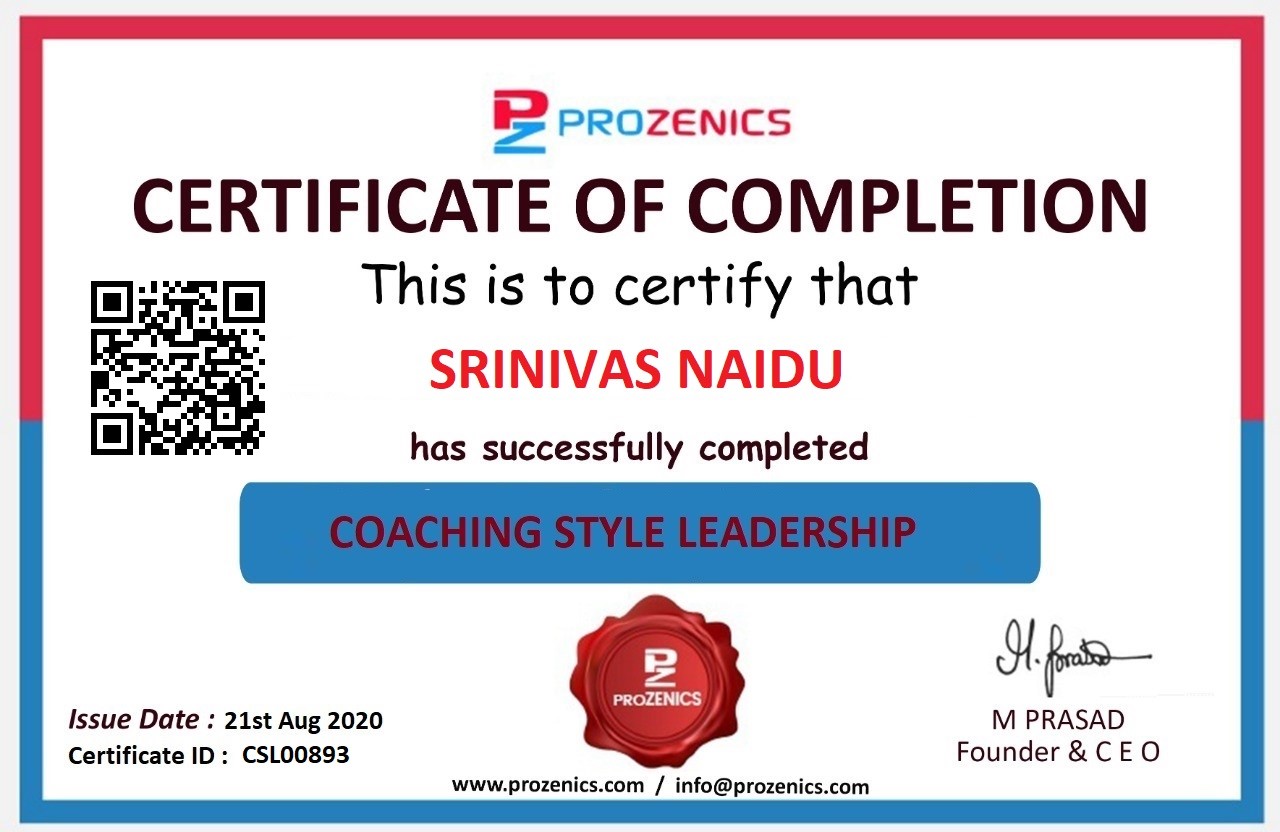 PZ PROZENICS
CERTIFICATE OF COMPLETION
This is to certify that
SRINIVAS NAIDU
has successfully completed
COACHING STYLE LEADERSHIP
PZ
PROZENICS
M. Prasad
M PRASAD
Founder & C E O
Issue Date : 21st Aug 2020
Certificate ID : CSL00893
www.prozenics.com / info@prozenics.com